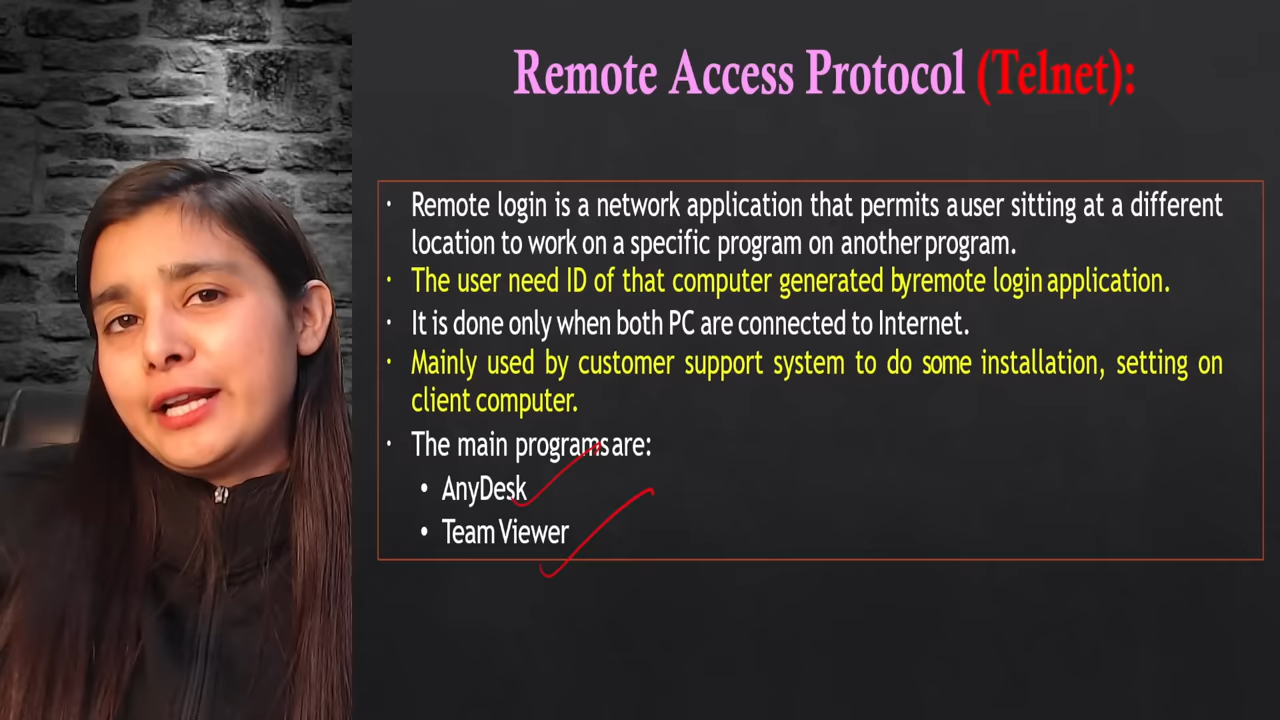 Remote Access Protocol (Telnet):
• Remote login is a network application that permits a user sitting at a different
location to work on a specific program on another program.
• The user need ID of that computer generated by remote login application.
• It is done only when both PC are connected to Internet.
• Mainly used by customer support system to do some installation, setting on
client computer.
• The main programs are:
• AnyDesk
• Team Viewer